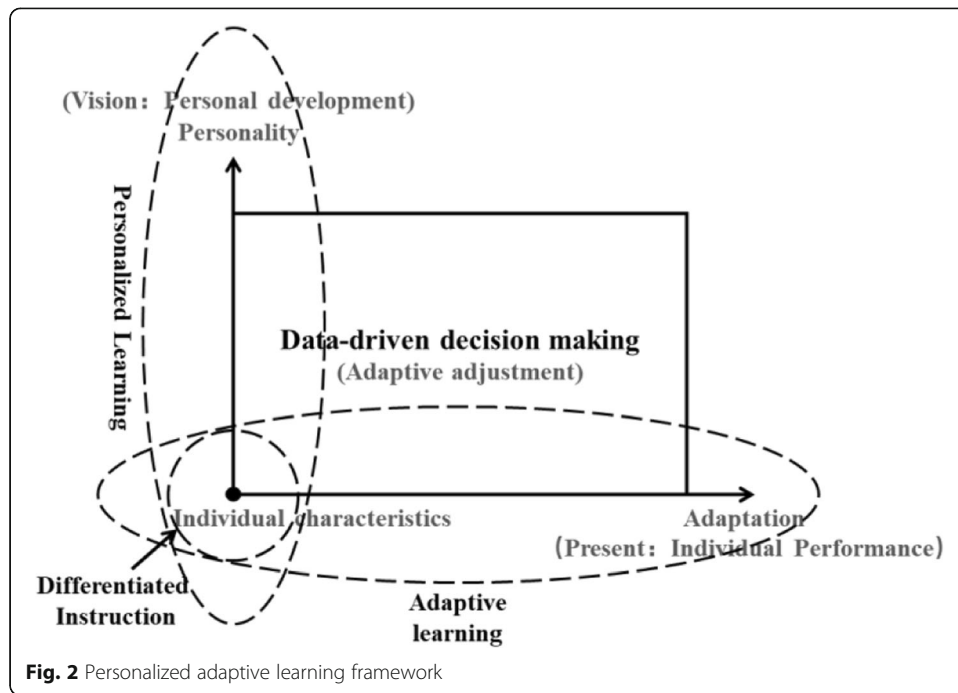 (Vision：Personal development)
Personality
Personalized Learning
Data-driven decision making
(Adaptive adjustment)
Individual characteristics
Adaptation
(Present：Individual Performance)
Differentiated
Instruction
Adaptive
learning
Fig. 2 Personalized adaptive learning framework